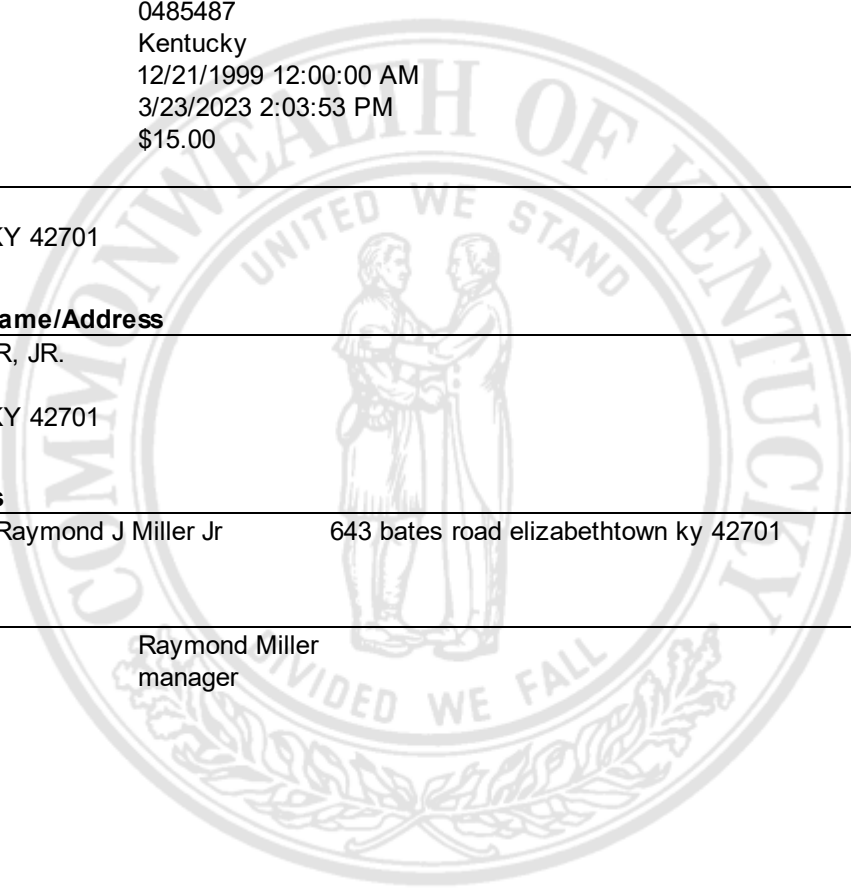 0485487
Kentucky
12/21/1999 12:00:00 AM
3/23/2023 2:03:53 PM
$15.00
KY 42701
ame/Address
R, JR.
KY 42701
s
Raymond J Miller Jr 643 bates road elizabethtown ky 42701
Raymond Miller
manager
COMMONWEALTH OF KENTUCKY
UNITED WE STAND
DIVIDED WE FALL